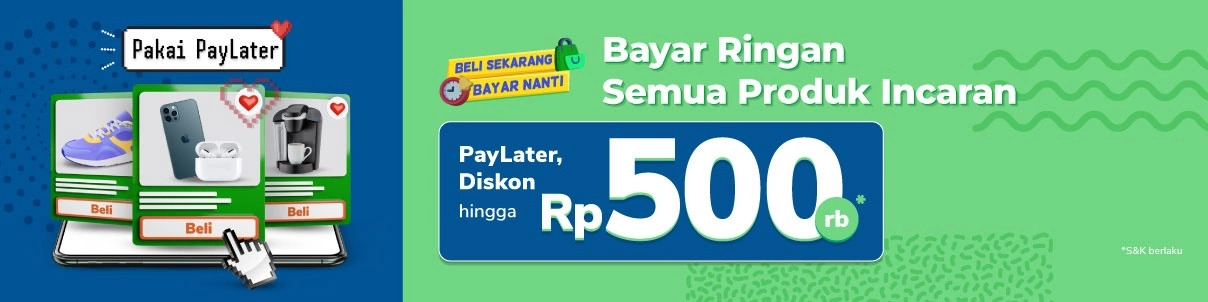 Pakai PayLater
Beli
Beli
Beli
BELI SEKARANG
BAYAR NANTI
Bayar Ringan
Semua Produk Incaran
PayLater,
Diskon
hingga
Rp500rb*
*S&K berlaku